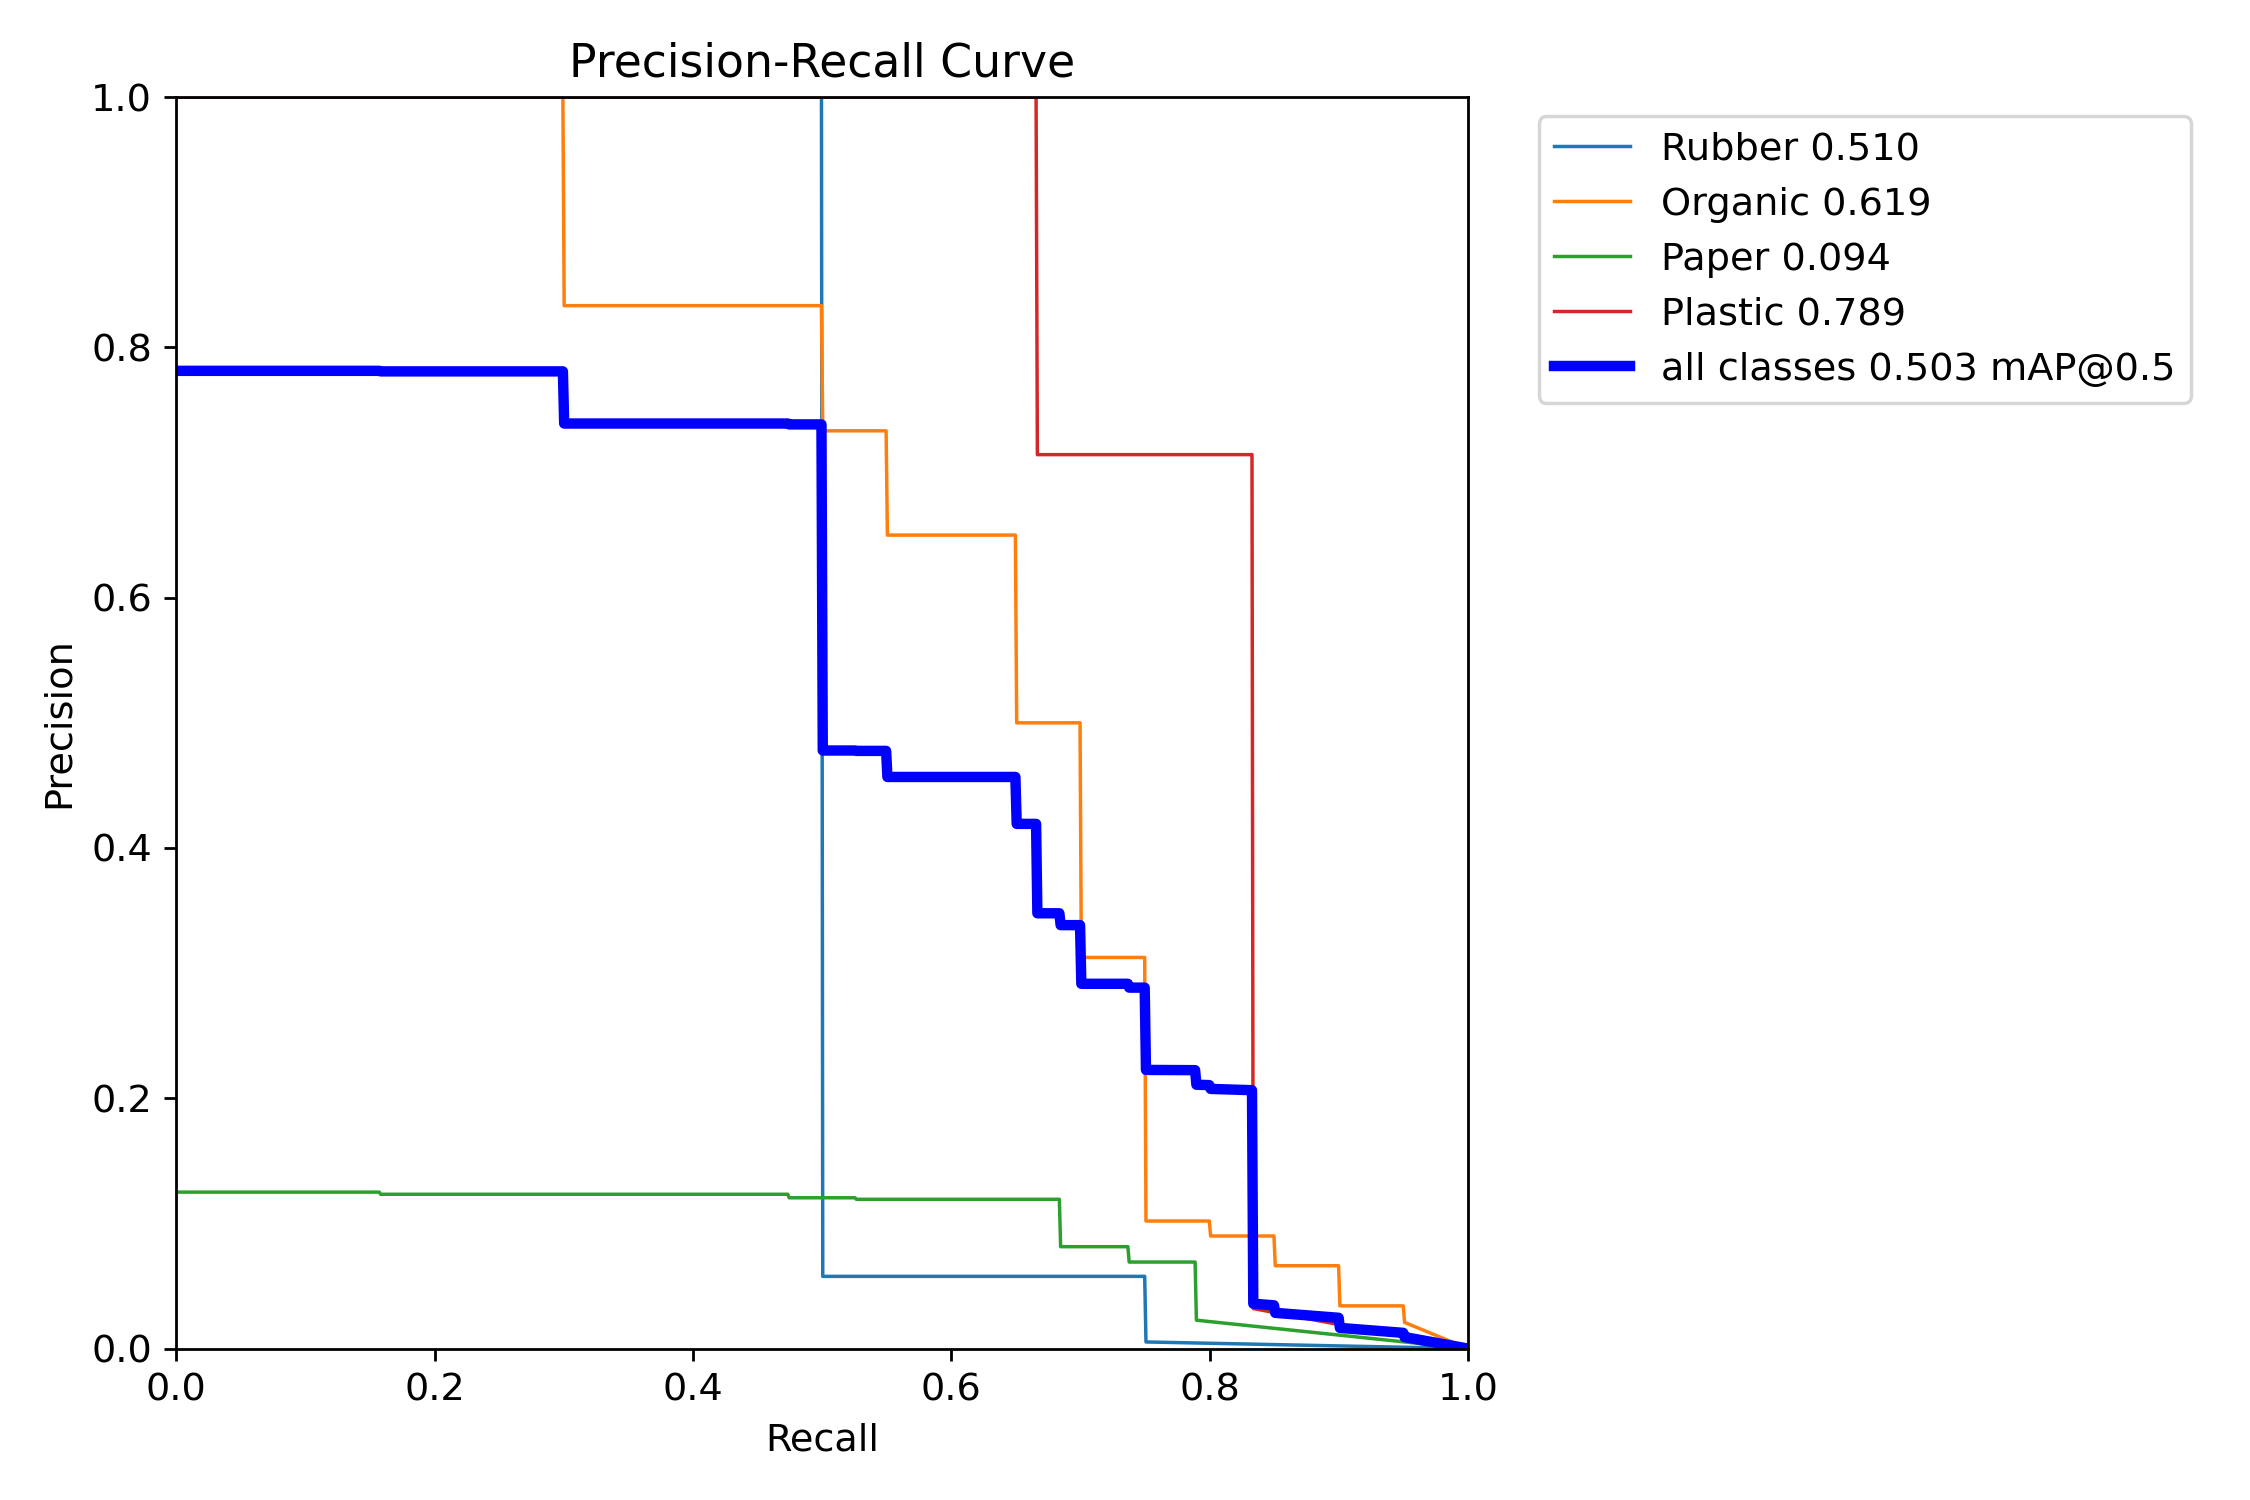 Precision-Recall Curve
1.0
0.8
0.6
0.4
0.2
0.0
Precision
0.0 0.2 0.4 0.6 0.8 1.0
Recall
Rubber 0.510
Organic 0.619
Paper 0.094
Plastic 0.789
all classes 0.503 mAP@0.5